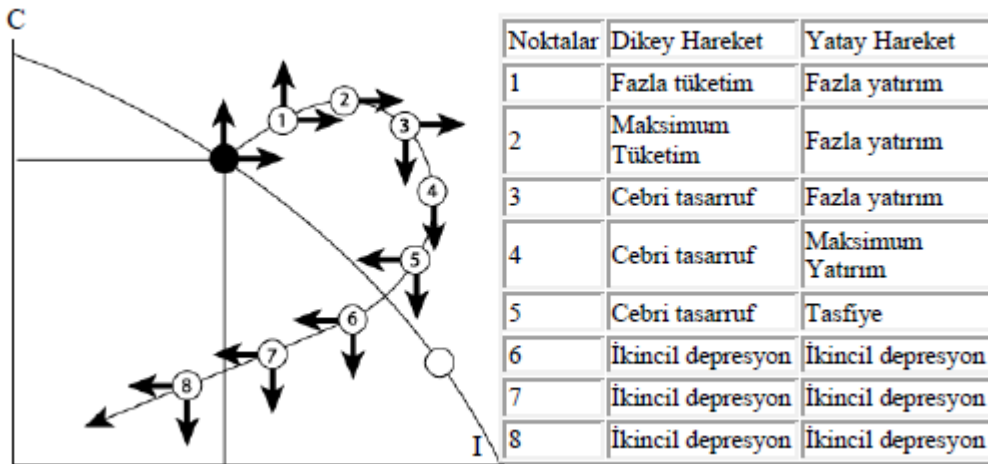 C
1
2
3
4
5
6
7
8
I
Noktalar Dikey Hareket Yatay Hareket
1 Fazla tüketim Fazla yatırım
2 Maksimum Tüketim Fazla yatırım
3 Cebri tasarruf Fazla yatırım
4 Cebri tasarruf Maksimum Yatırım
5 Cebri tasarruf Tasfiye
6 İkincil depresyon İkincil depresyon
7 İkincil depresyon İkincil depresyon
8 İkincil depresyon İkincil depresyon